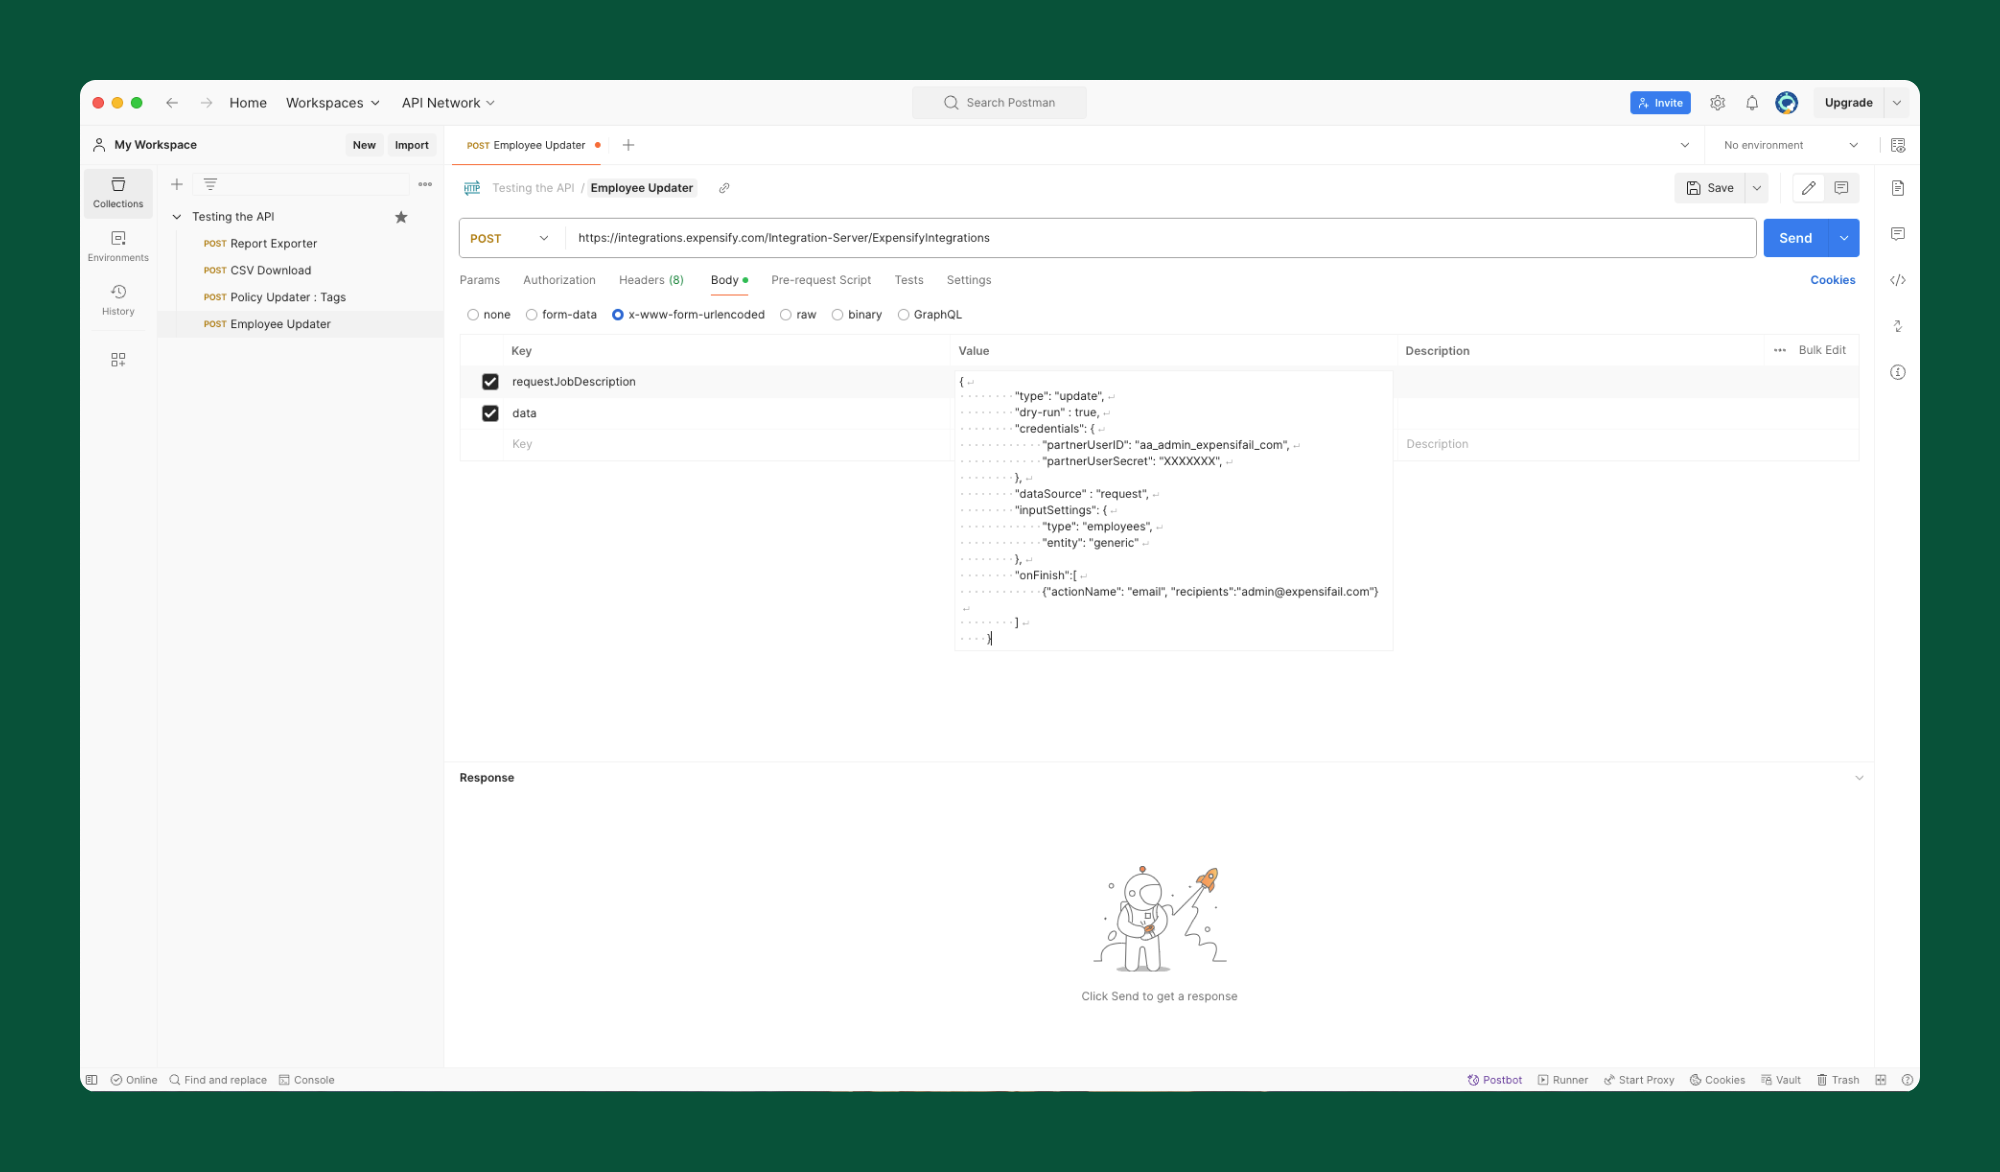 Home Workspaces API Network Search Postman Invite Upgrade
My Workspace New Import POST Employee Updater No environment
Collections
Environments
History
Testing the API
POST Report Exporter
POST CSV Download
POST Policy Updater : Tags
POST Employee Updater
HTTP Testing the API / Employee Updater Save
POST https://integrations.expensify.com/Integration-Server/ExpensifyIntegrations Send
Params Authorization Headers (8) Body Pre-request Script Tests Settings Cookies
none form-data x-www-form-urlencoded raw binary GraphQL
Key Value Description Bulk Edit
requestJobDescription
data
Key Description
{
"type": "update",
"dry-run" : true,
"credentials": {
"partnerUserID": "aa_admin_expensifail_com",
"partnerUserSecret": "XXXXXXX",
},
"dataSource" : "request",
"inputSettings": {
"type": "employees",
"entity": "generic"
},
"onFinish":[
{"actionName": "email", "recipients":"admin@expensifail.com"}
]
}
Response
Click Send to get a response
Online Find and replace Console Postbot Runner Start Proxy Cookies Vault Trash